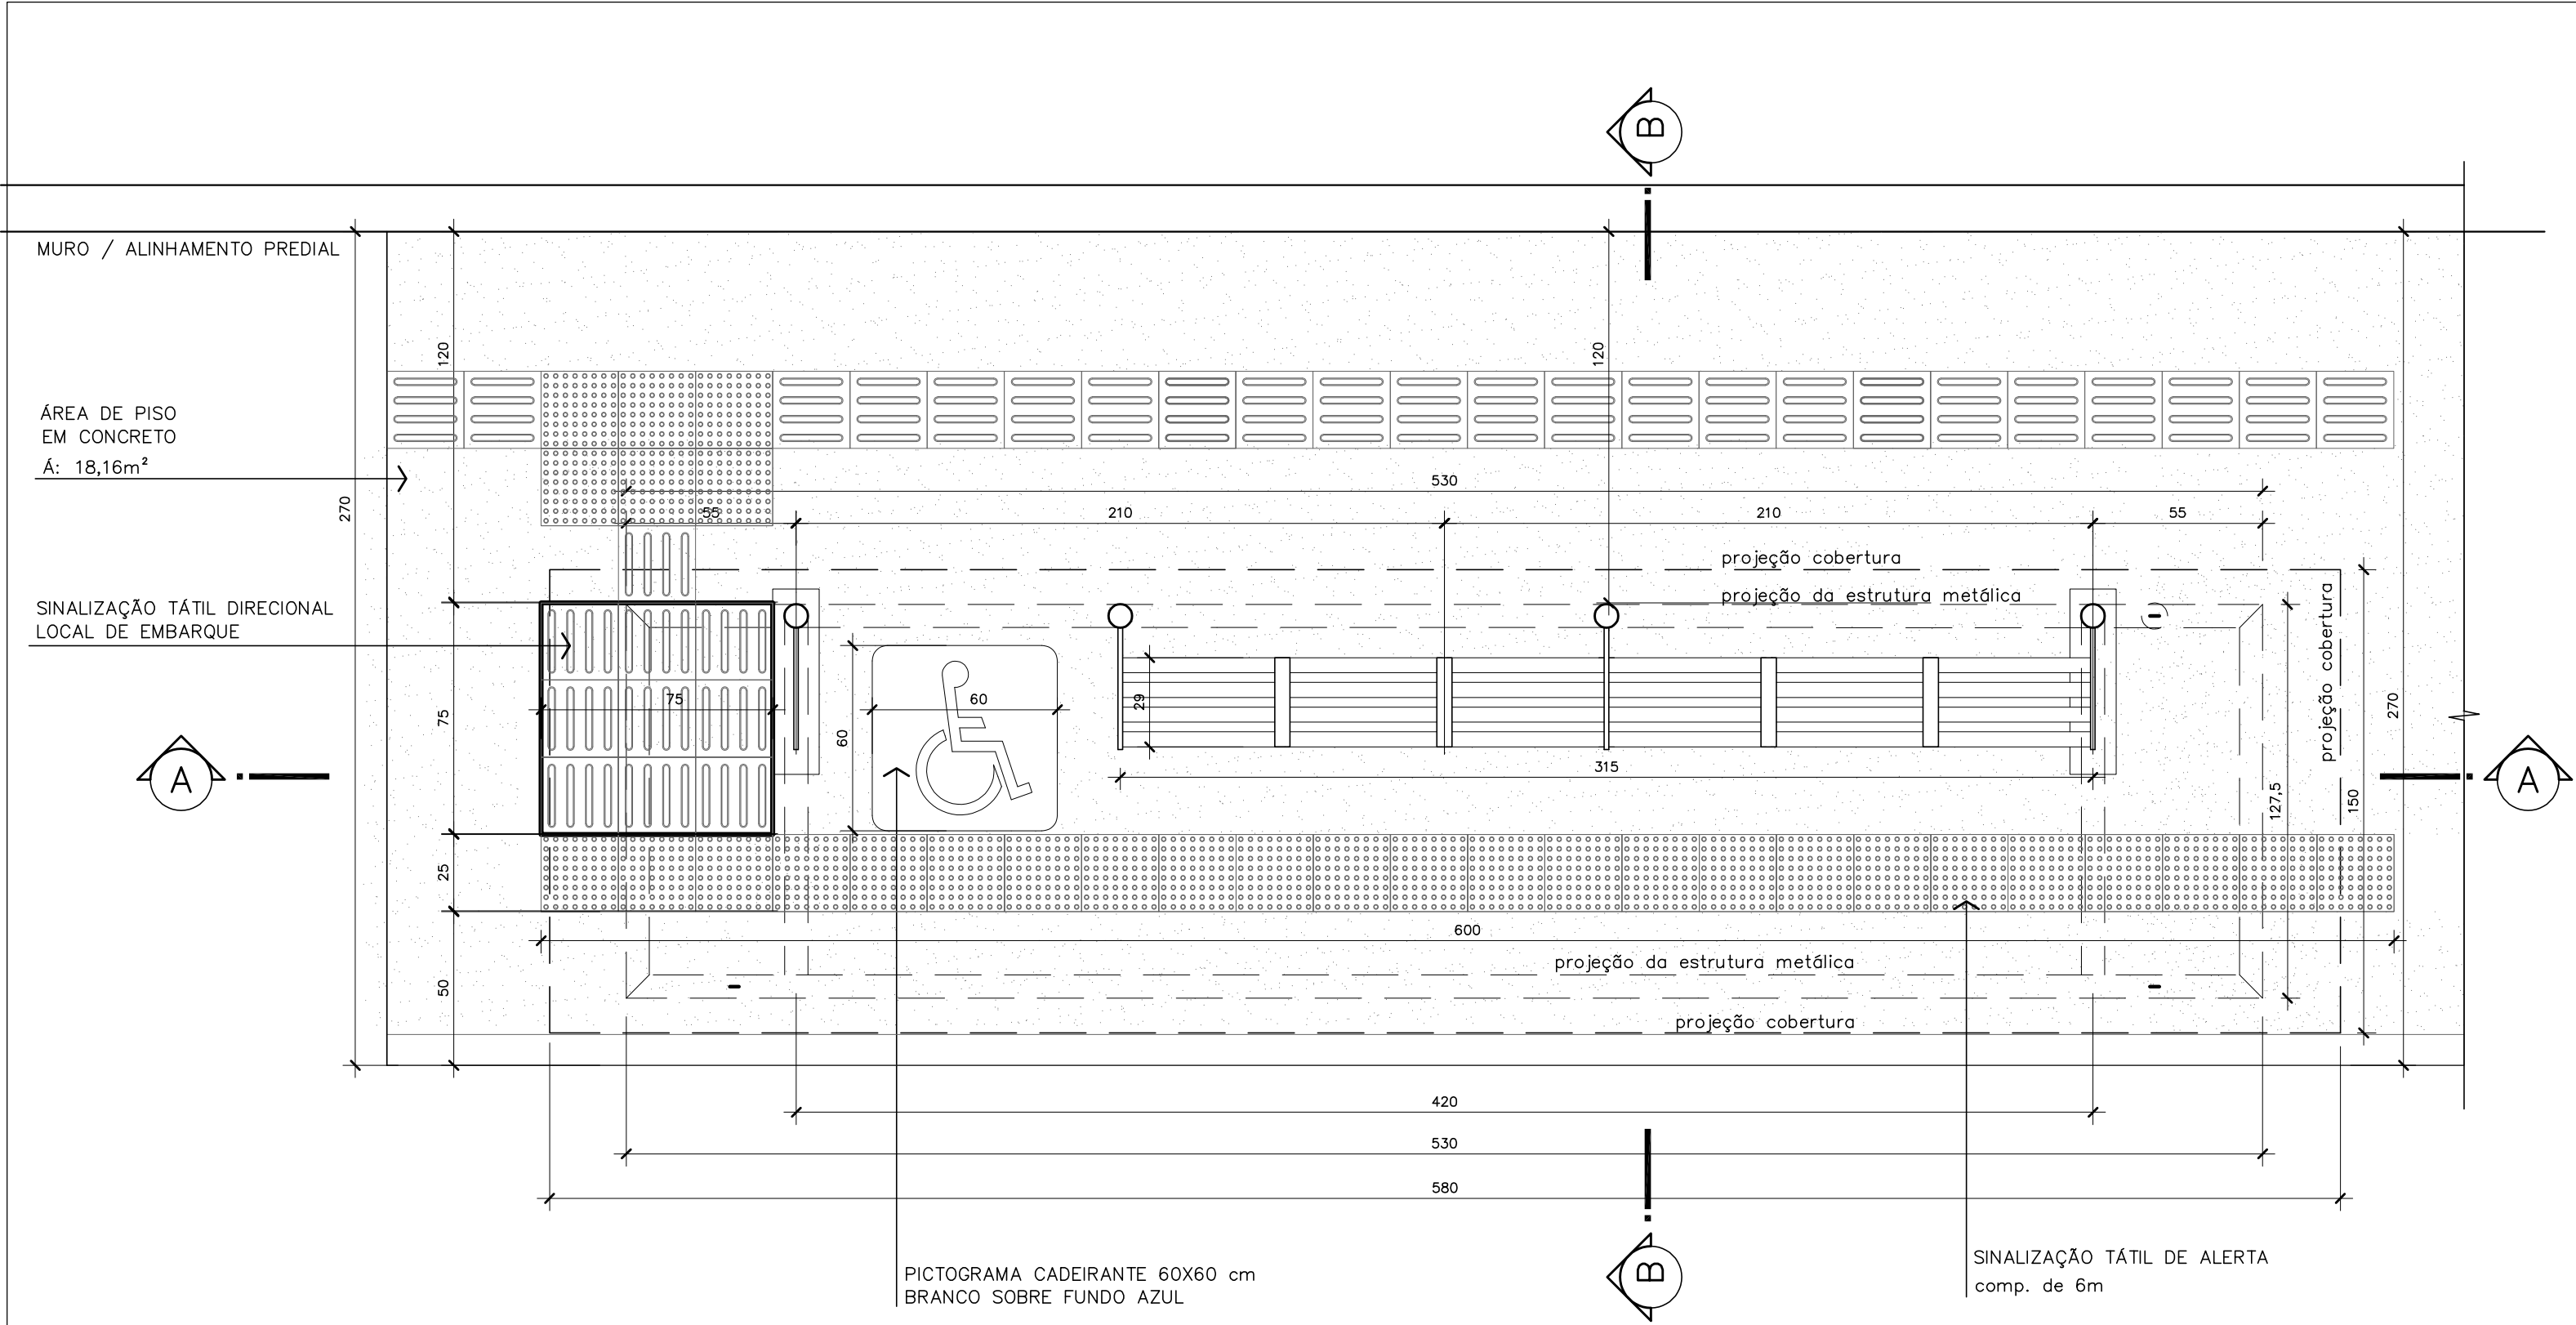 B
MURO / ALINHAMENTO PREDIAL
120
120
ÁREA DE PISO
EM CONCRETO
Á: 18,16m²
270
530
55
210
210
55
projeção cobertura
projeção da estrutura metálica
projeção cobertura
SINALIZAÇÃO TÁTIL DIRECIONAL
LOCAL DE EMBARQUE
75
75
60
60
29
270
315
A
A
127,5
150
25
600
50
projeção da estrutura metálica
projeção cobertura
420
530
580
PICTOGRAMA CADEIRANTE 60X60 cm
BRANCO SOBRE FUNDO AZUL
B
SINALIZAÇÃO TÁTIL DE ALERTA
comp. de 6m